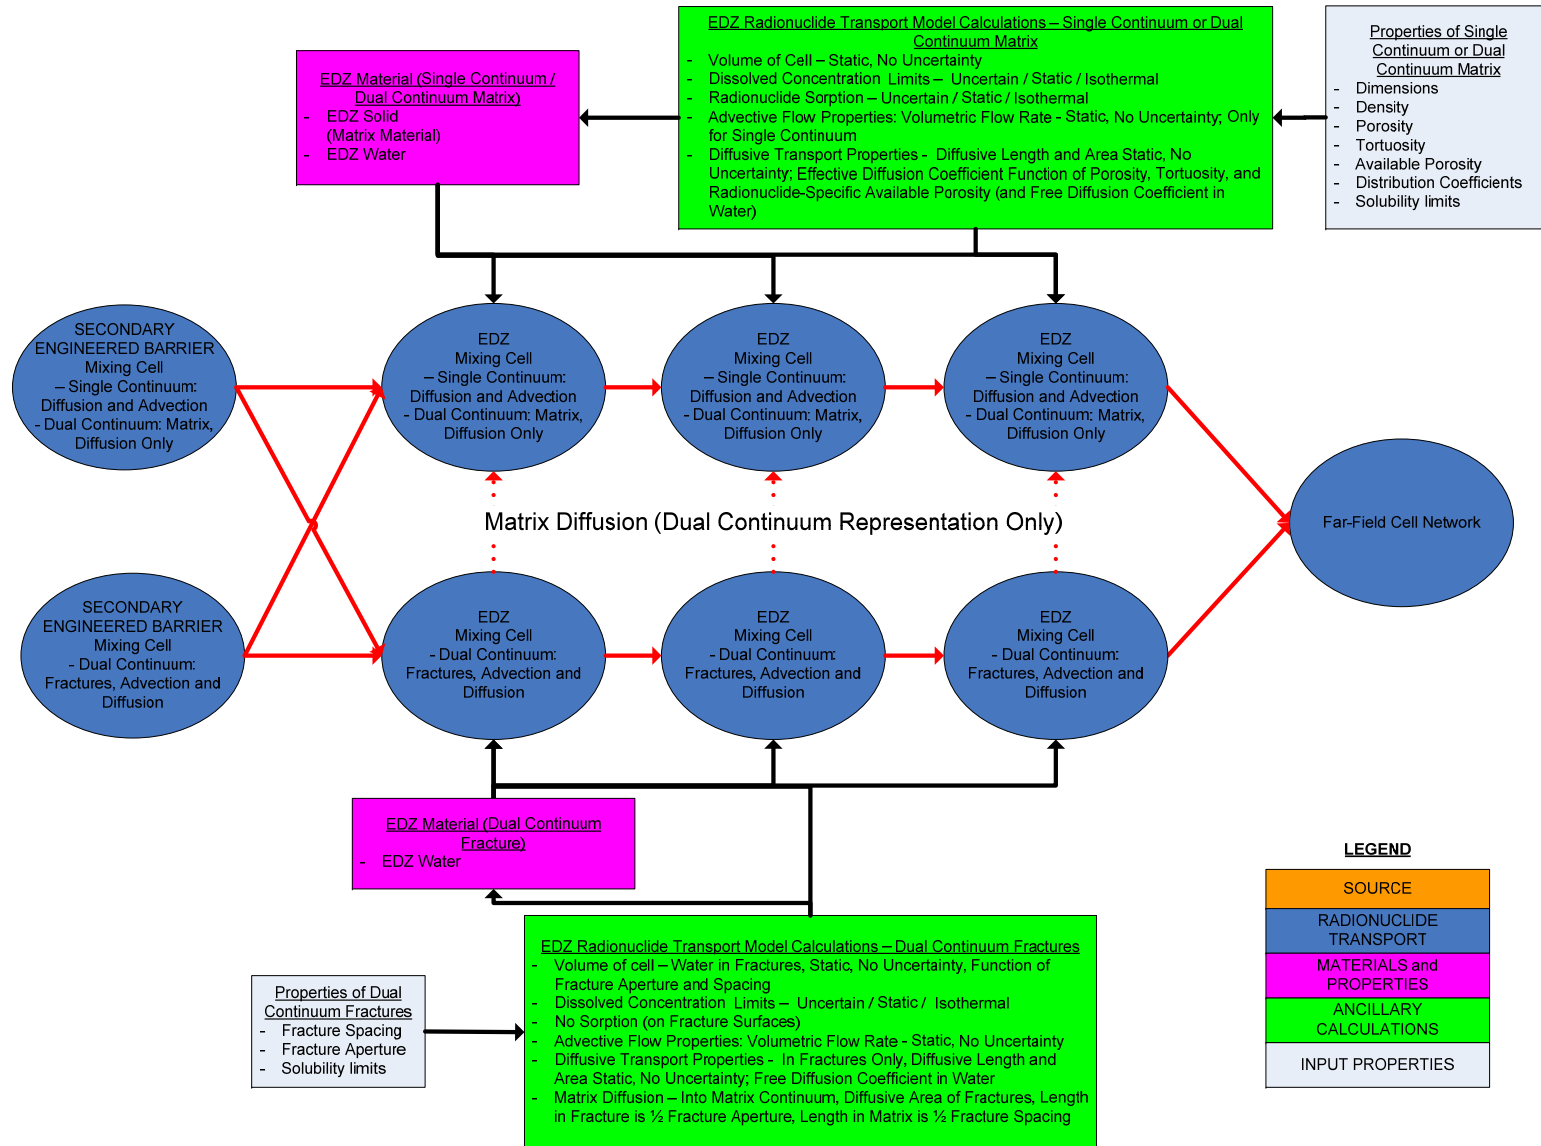 EDZ Radionuclide Transport Model Calculations – Single Continuum or Dual
Continuum Matrix
- Volume of Cell – Static, No Uncertainty
- Dissolved Concentration Limits – Uncertain / Static / Isothermal
- Radionuclide Sorption – Uncertain / Static / Isothermal
- Advective Flow Properties: Volumetric Flow Rate - Static, No Uncertainty; Only
for Single Continuum
- Diffusive Transport Properties - Diffusive Length and Area Static, No
Uncertainty; Effective Diffusion Coefficient Function of Porosity, Tortuosity, and
Radionuclide-Specific Available Porosity (and Free Diffusion Coefficient in
Water)
Properties of Single
Continuum or Dual
Continuum Matrix
- Dimensions
- Density
- Porosity
- Tortuosity
- Available Porosity
- Distribution Coefficients
- Solubility limits
EDZ Material (Single Continuum /
Dual Continuum Matrix)
- EDZ Solid
(Matrix Material)
- EDZ Water
SECONDARY
ENGINEERED BARRIER
Mixing Cell
– Single Continuum:
Diffusion and Advection
- Dual Continuum: Matrix,
Diffusion Only
EDZ
Mixing Cell
– Single Continuum:
Diffusion and Advection
- Dual Continuum: Matrix,
Diffusion Only
EDZ
Mixing Cell
– Single Continuum:
Diffusion and Advection
- Dual Continuum: Matrix,
Diffusion Only
EDZ
Mixing Cell
– Single Continuum:
Diffusion and Advection
- Dual Continuum: Matrix,
Diffusion Only
Matrix Diffusion (Dual Continuum Representation Only)
Far-Field Cell Network
SECONDARY
ENGINEERED BARRIER
Mixing Cell
- Dual Continuum:
Fractures, Advection and
Diffusion
EDZ
Mixing Cell
- Dual Continuum:
Fractures, Advection and
Diffusion
EDZ
Mixing Cell
- Dual Continuum:
Fractures, Advection and
Diffusion
EDZ
Mixing Cell
- Dual Continuum:
Fractures, Advection and
Diffusion
EDZ Material (Dual Continuum
Fracture)
- EDZ Water
EDZ Radionuclide Transport Model Calculations – Dual Continuum Fractures
- Volume of cell – Water in Fractures, Static, No Uncertainty, Function of
Fracture Aperture and Spacing
- Dissolved Concentration Limits – Uncertain / Static / Isothermal
- No Sorption (on Fracture Surfaces)
- Advective Flow Properties: Volumetric Flow Rate - Static, No Uncertainty
- Diffusive Transport Properties - In Fractures Only, Diffusive Length and
Area Static, No Uncertainty; Free Diffusion Coefficient in Water
- Matrix Diffusion – Into Matrix Continuum, Diffusive Area of Fractures, Length
in Fracture is ½ Fracture Aperture, Length in Matrix is ½ Fracture Spacing
Properties of Dual
Continuum Fractures
- Fracture Spacing
- Fracture Aperture
- Solubility limits
LEGEND
SOURCE
RADIONUCLIDE
TRANSPORT
MATERIALS and
PROPERTIES
ANCILLARY
CALCULATIONS
INPUT PROPERTIES